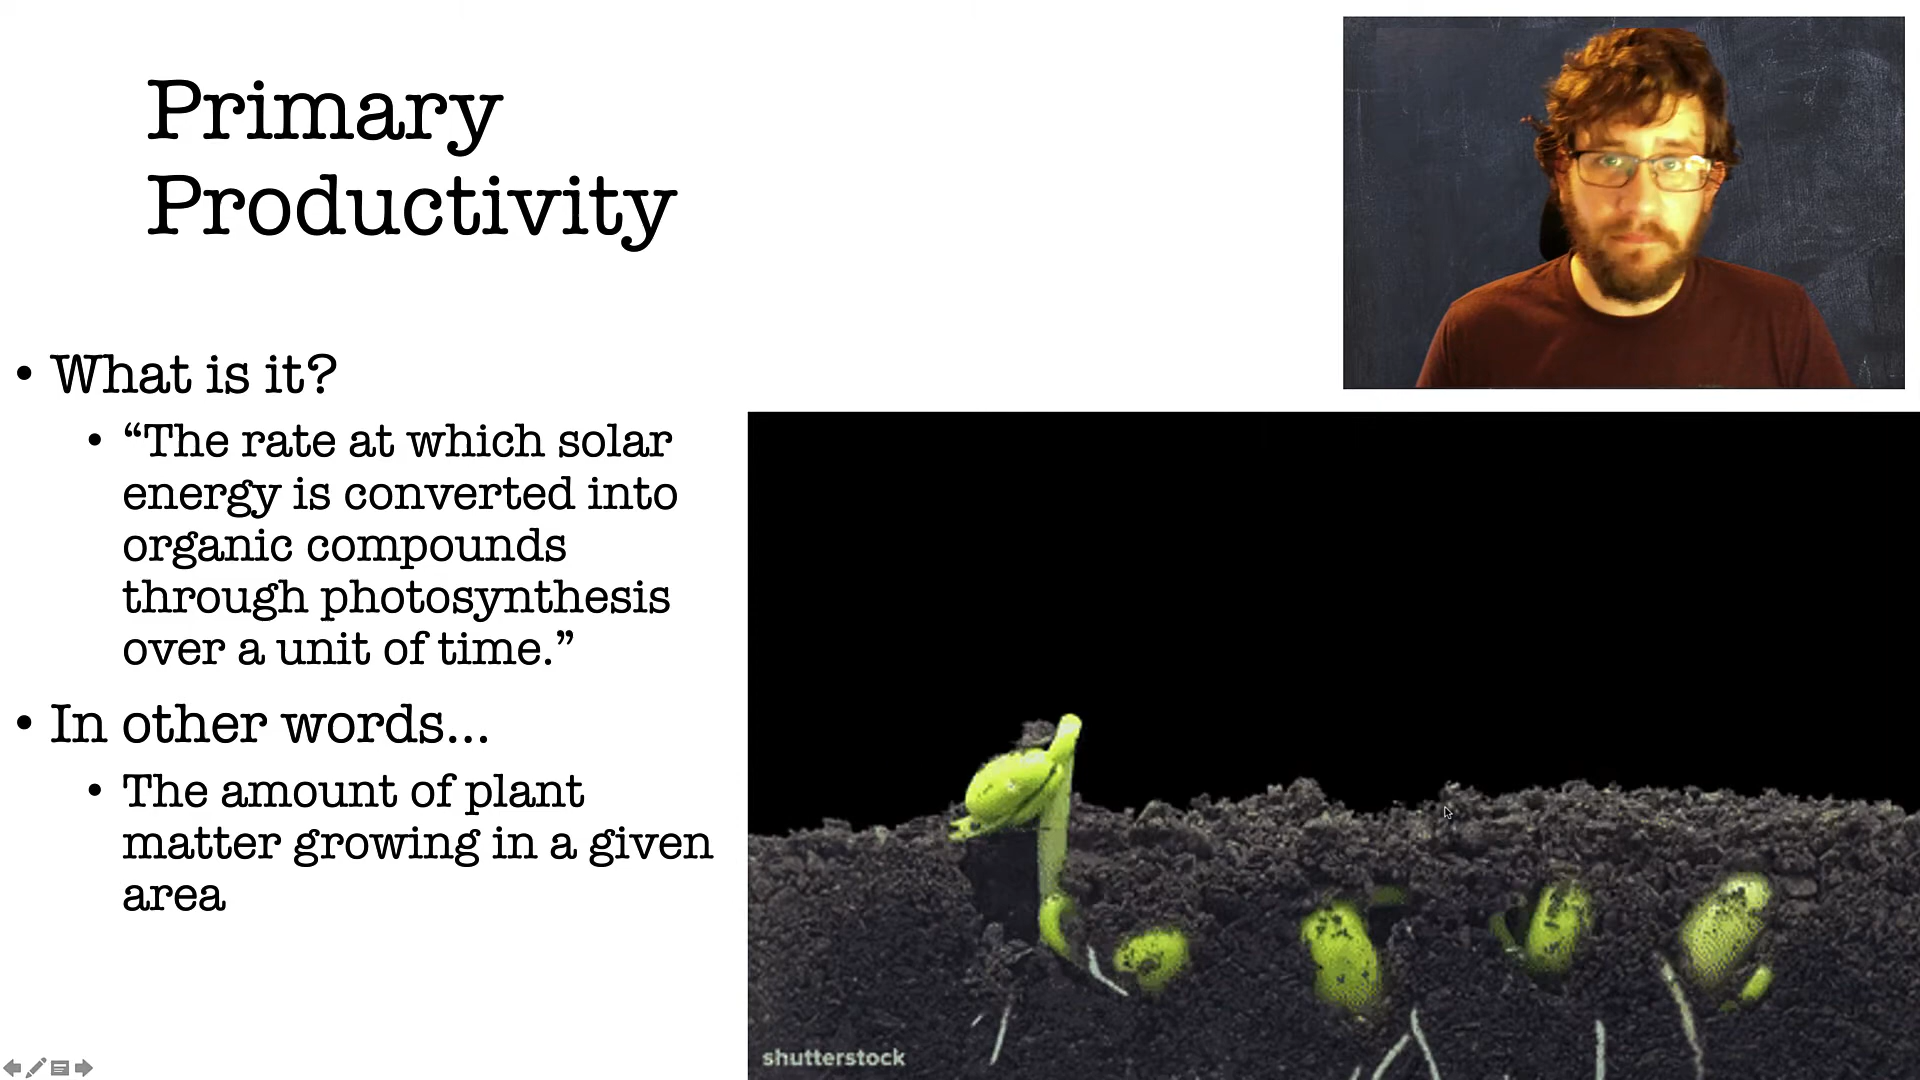 Primary
Productivity
• What is it?
• “The rate at which solar
energy is converted into
organic compounds
through photosynthesis
over a unit of time.”
• In other words...
• The amount of plant
matter growing in a given
area
shutterstock